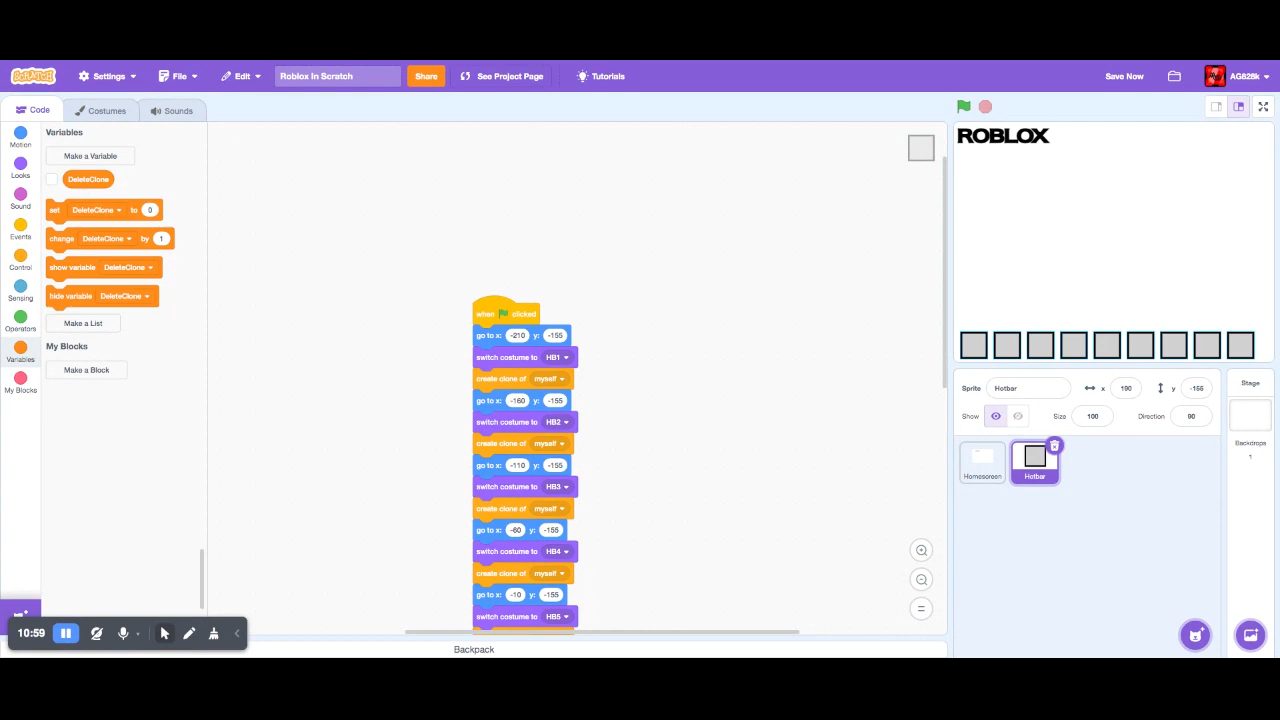 SCRATCH Settings File Edit Roblox In Scratch Share See Project Page Tutorials Save Now AG828k
Code Costumes Sounds
Motion
Looks
Sound
Events
Control
Sensing
Operators
Variables
My Blocks
Variables
Make a Variable
DeleteClone
set DeleteClone to 0
change DeleteClone by 1
show variable DeleteClone
hide variable DeleteClone
Make a List
My Blocks
Make a Block
when clicked
go to x: -210 y: -155
switch costume to HB1
create clone of myself
go to x: -160 y: -155
switch costume to HB2
create clone of myself
go to x: -110 y: -155
switch costume to HB3
create clone of myself
go to x: -60 y: -155
switch costume to HB4
create clone of myself
go to x: -10 y: -155
switch costume to HB5
10:59
Backpack
ROBLOX
Sprite Hotbar x 190 y -155
Show Size 100 Direction 90
Homescreen Hotbar
Stage
Backdrops
1